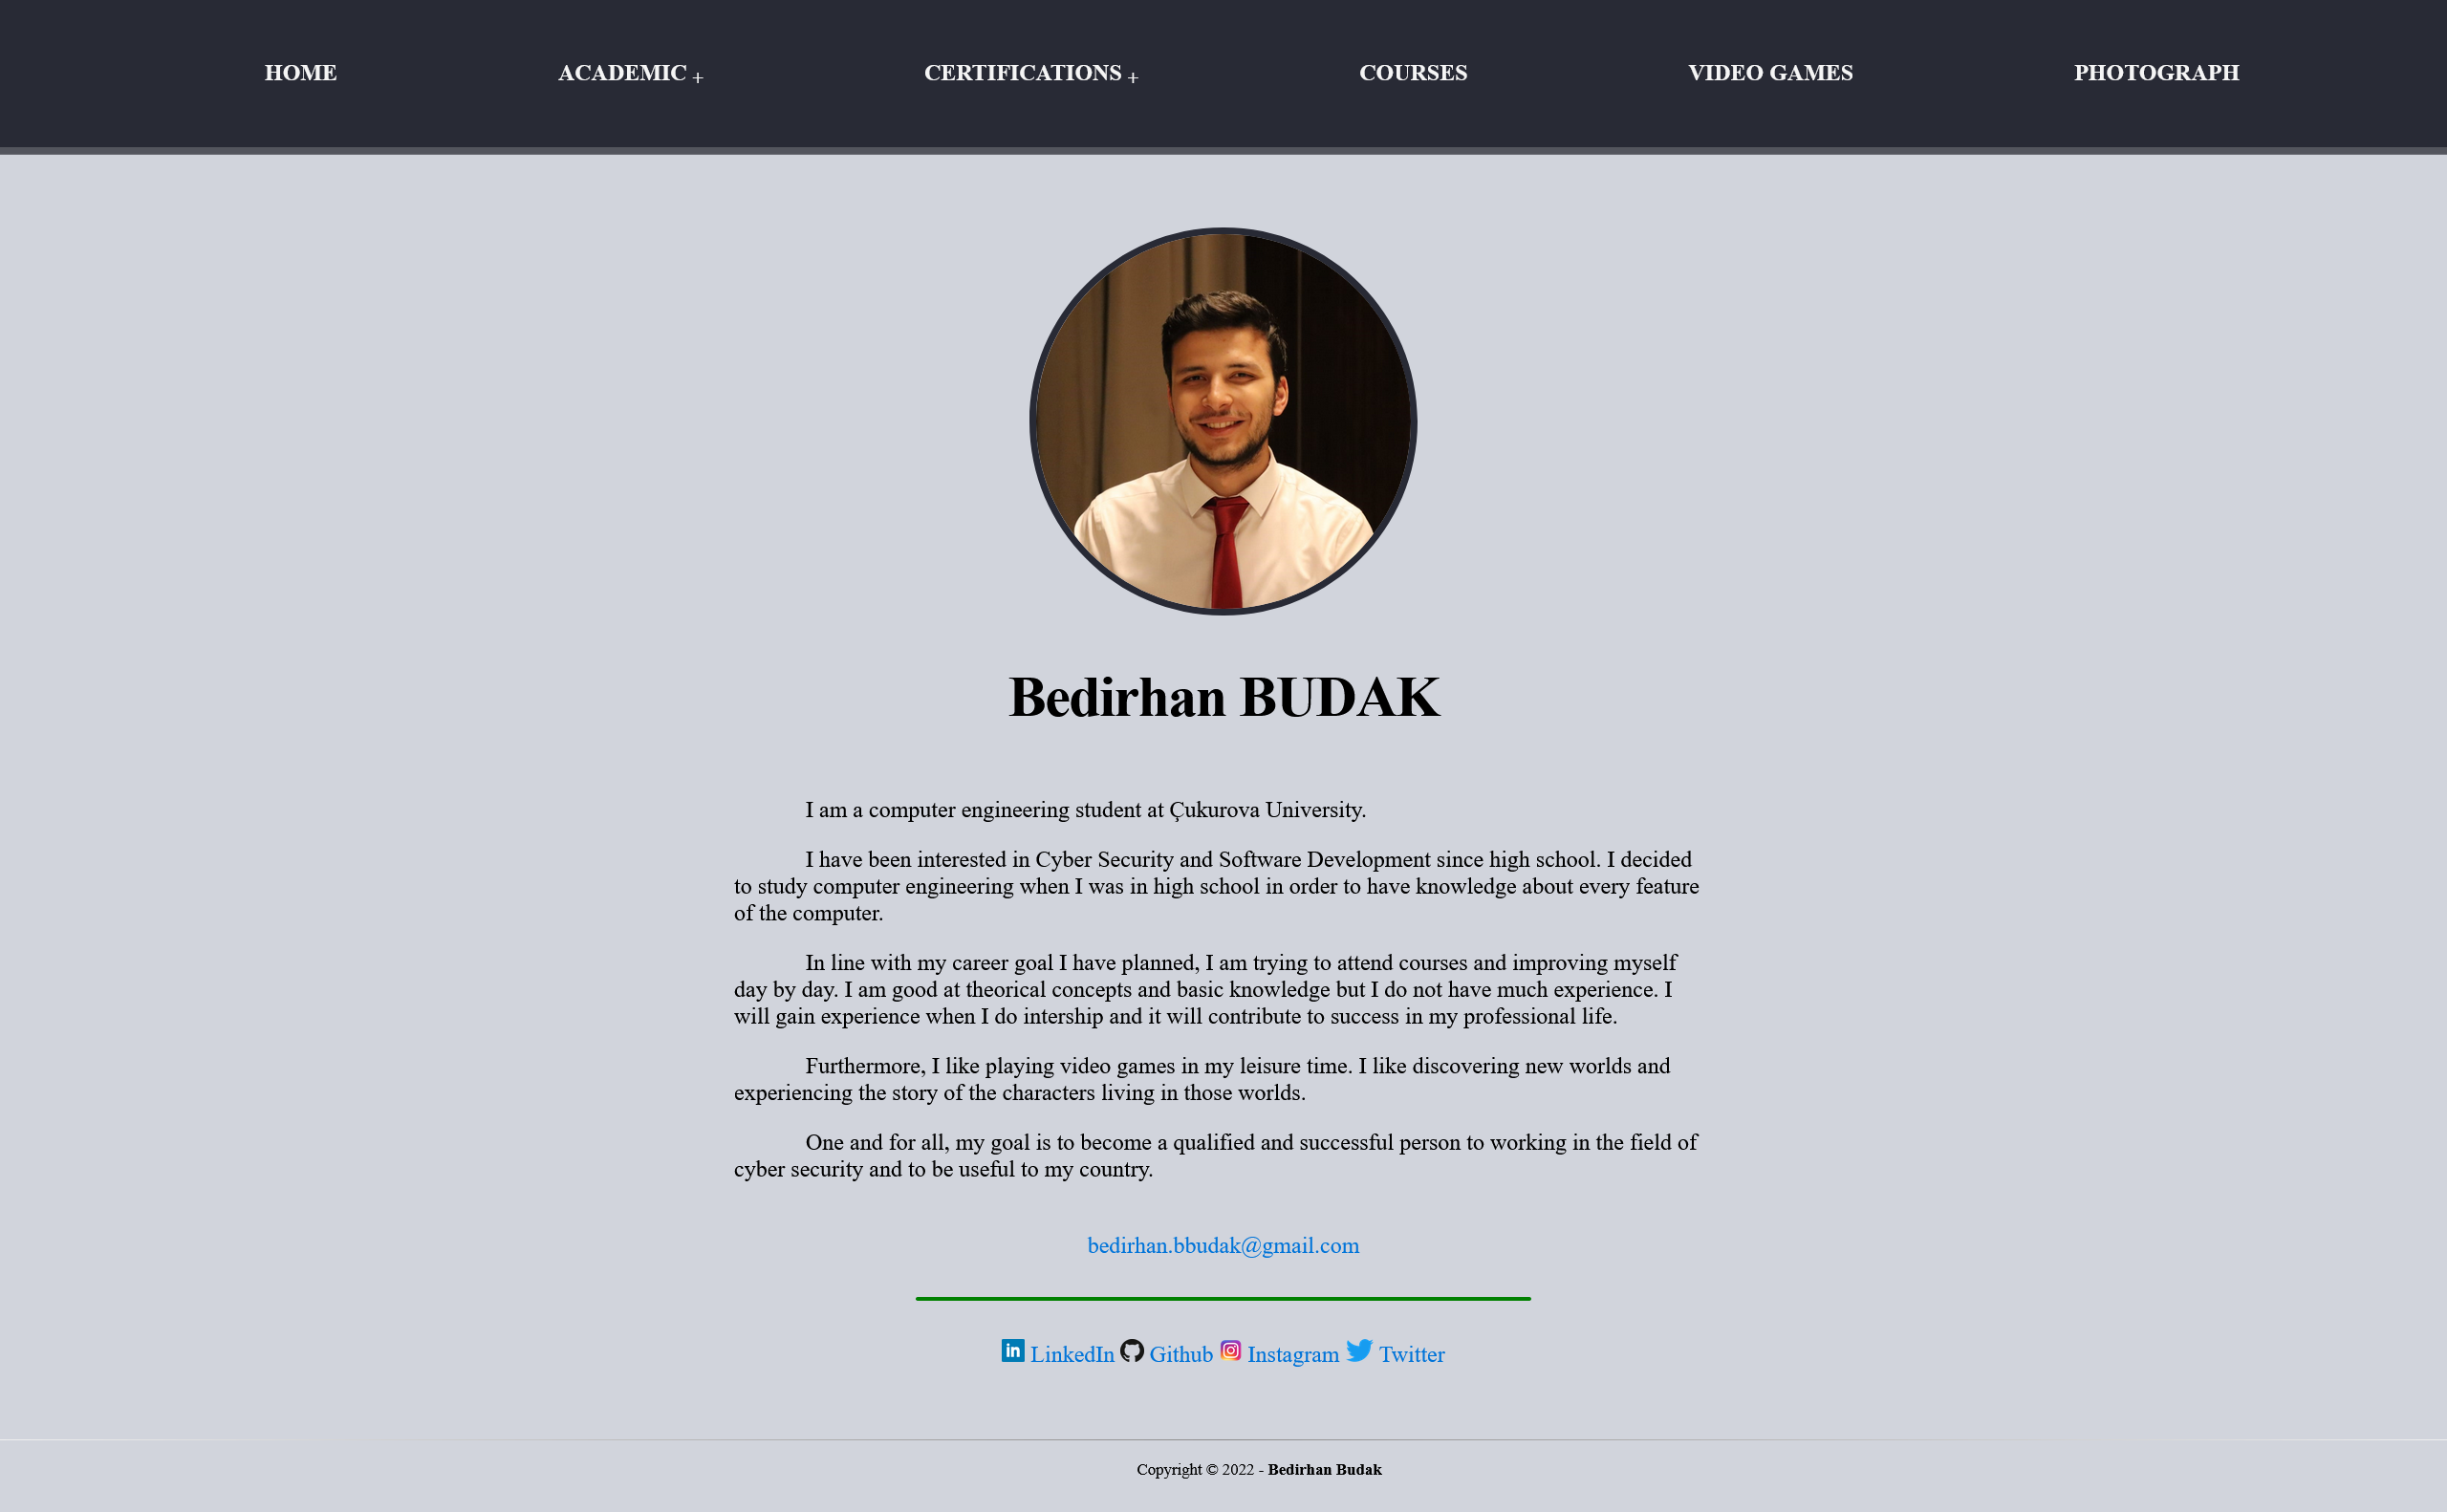 HOME ACADEMIC + CERTIFICATIONS + COURSES VIDEO GAMES PHOTOGRAPH
Bedirhan BUDAK
I am a computer engineering student at Çukurova University.
I have been interested in Cyber Security and Software Development since high school. I decided
to study computer engineering when I was in high school in order to have knowledge about every feature
of the computer.
In line with my career goal I have planned, I am trying to attend courses and improving myself
day by day. I am good at theorical concepts and basic knowledge but I do not have much experience. I
will gain experience when I do intership and it will contribute to success in my professional life.
Furthermore, I like playing video games in my leisure time. I like discovering new worlds and
experiencing the story of the characters living in those worlds.
One and for all, my goal is to become a qualified and successful person to working in the field of
cyber security and to be useful to my country.
bedirhan.bbudak@gmail.com
in LinkedIn Github Instagram Twitter
Copyright © 2022 - Bedirhan Budak